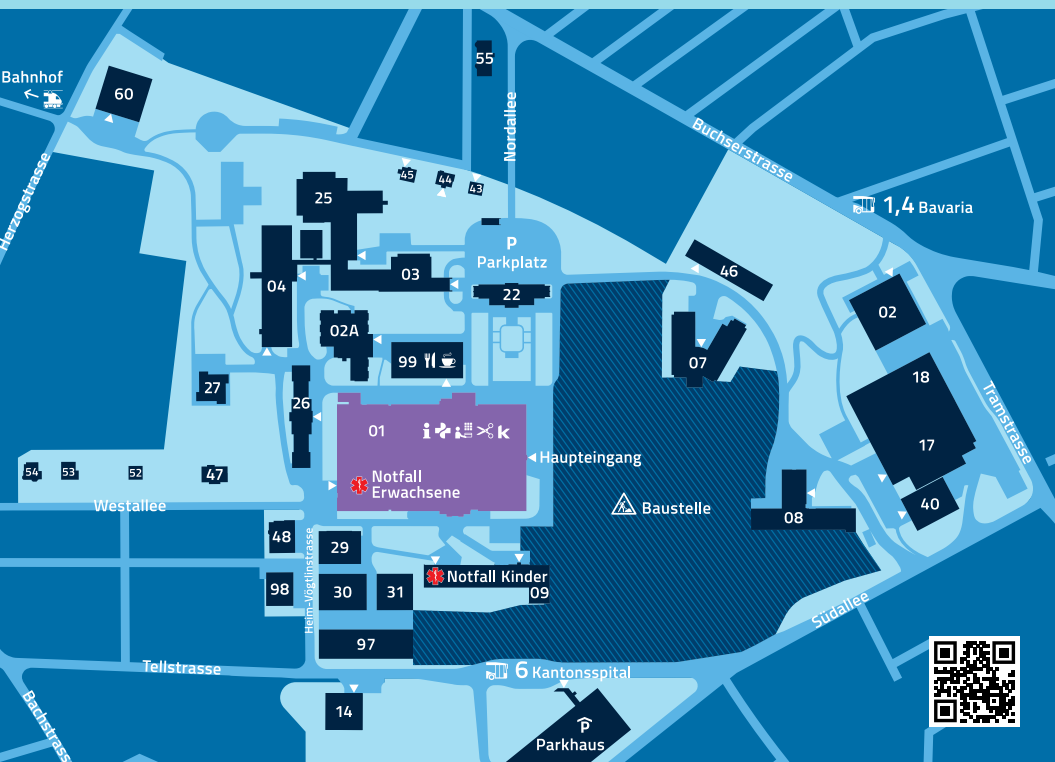 55
Bahnhof
60
Nordallee
Buchserstrasse
Herzogstrasse
45
44
43
25
1,4 Bavaria
P
Parkplatz
46
03
04
22
02
02A
99
07
27
18
26
Tramstrasse
01
i
k
17
Haupteingang
54
53
52
47
Notfall
Erwachsene
Westallee
Baustelle
40
08
48
29
Heim-Vögtlinstrasse
Notfall Kinder
98
30
31
09
Südallee
97
Tellstrasse
6 Kantonsspital
Bachstrasse
14
P
Parkhaus